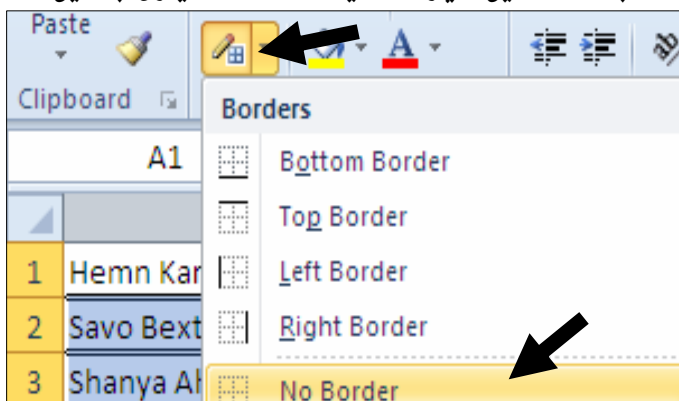 Paste
Clipboard
Borders
A1
Bottom Border
Top Border
Left Border
Right Border
1 Hemn Kar
2 Savo Bext
3 Shanya Ah
No Border